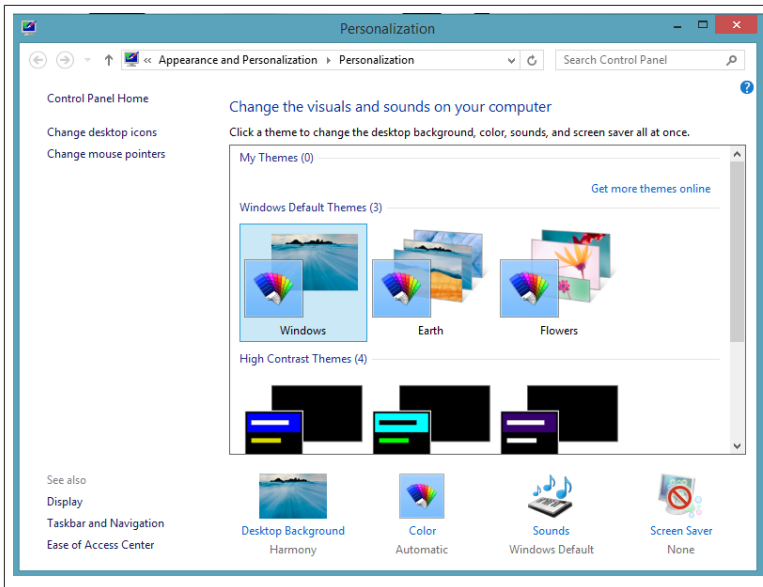 Personalization
« Appearance and Personalization Personalization
Search Control Panel
Control Panel Home
Change desktop icons
Change mouse pointers
Change the visuals and sounds on your computer
Click a theme to change the desktop background, color, sounds, and screen saver all at once.
My Themes (0)
Get more themes online
Windows Default Themes (3)
Windows
Earth
Flowers
High Contrast Themes (4)
See also
Display
Taskbar and Navigation
Ease of Access Center
Desktop Background
Harmony
Color
Automatic
Sounds
Windows Default
Screen Saver
None